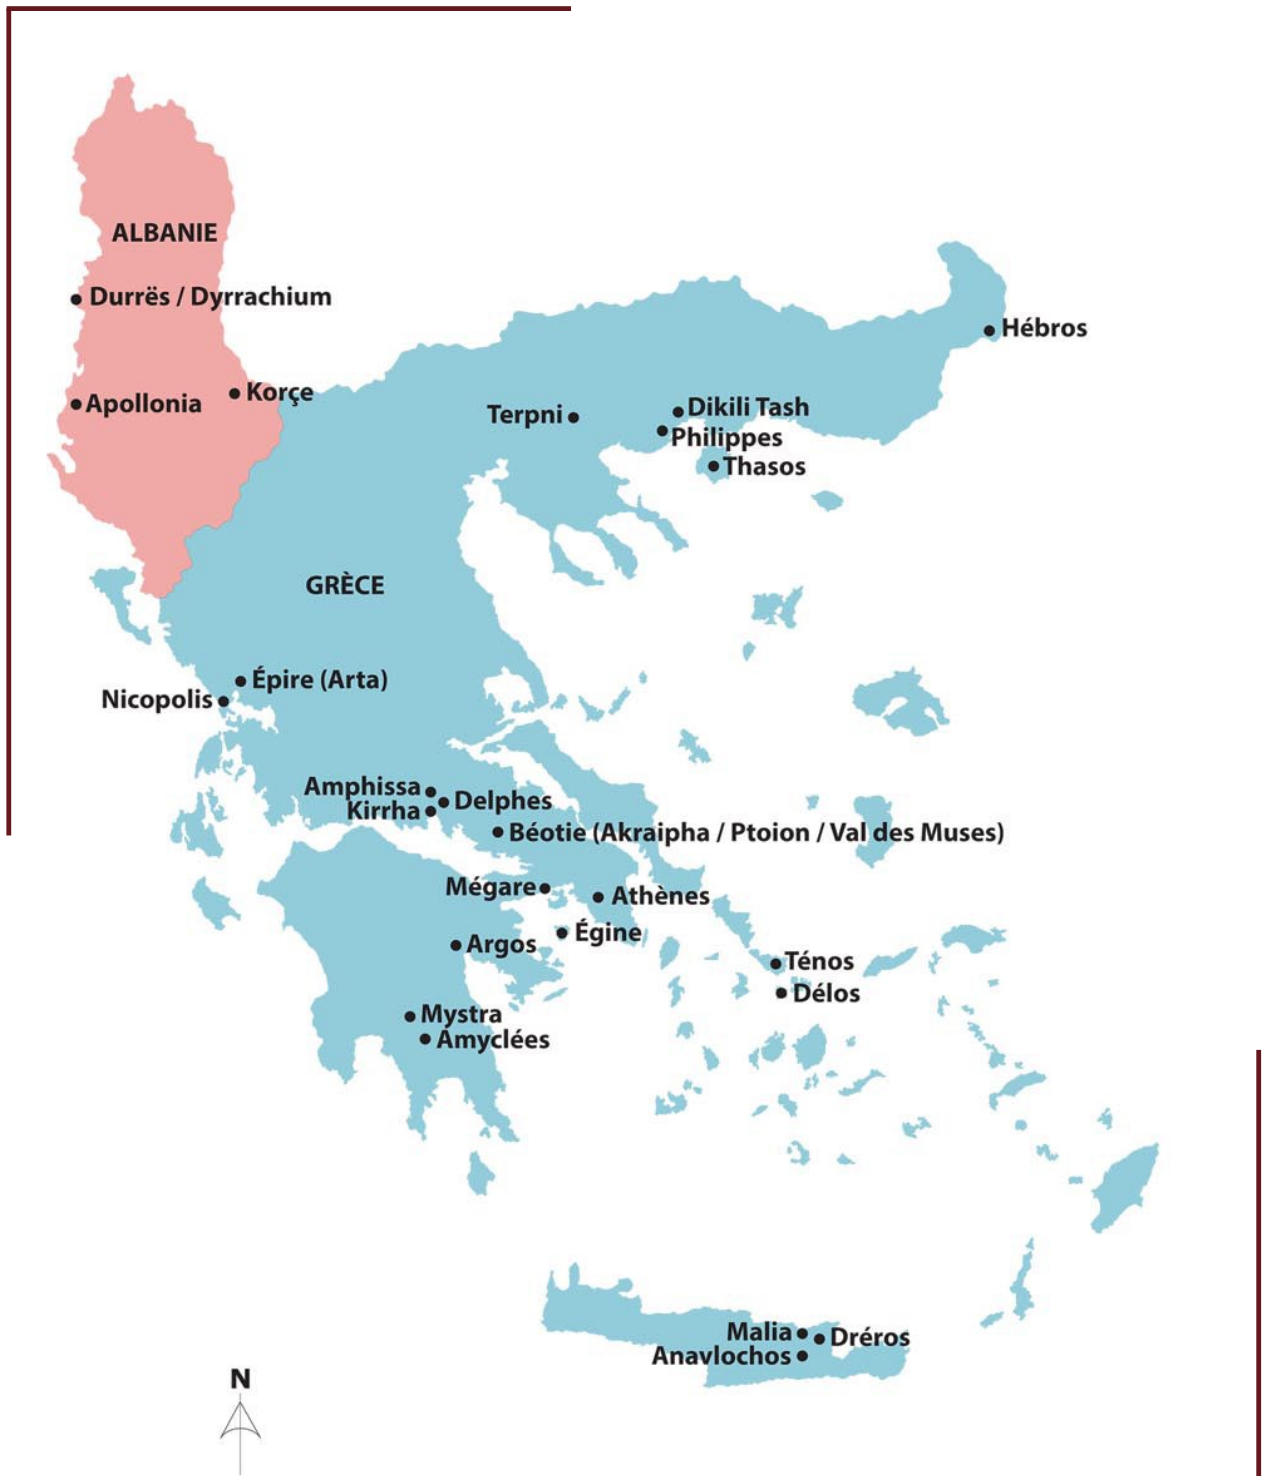 ALBANIE
Durrës / Dyrrachium
Hébros
Korçe
Apollonia
Terpni
Dikili Tash
Philippes
Thasos
GRÈCE
Épire (Arta)
Nicopolis
Amphissa
Delphes
Kirrha
Béotie (Akraipha / Ptoion / Val des Muses)
Mégare
Athènes
Égine
Argos
Ténos
Délos
Mystra
Amyclées
Malia
Dréros
Anavlochos
N